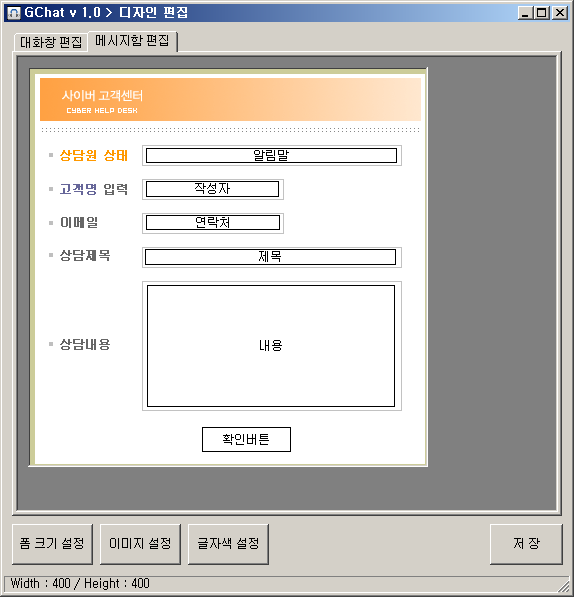 GChat v 1.0 > 디자인 편집
대화창 편집 메시지함 편집
사이버 고객센터
CYBER HELP DESK
상담원 상태 알림말
고객명 입력 작성자
이메일 연락처
상담제목 제목
상담내용 내용
확인버튼
폼 크기 설정 이미지 설정 글자색 설정 저 장
Width : 400 / Height : 400